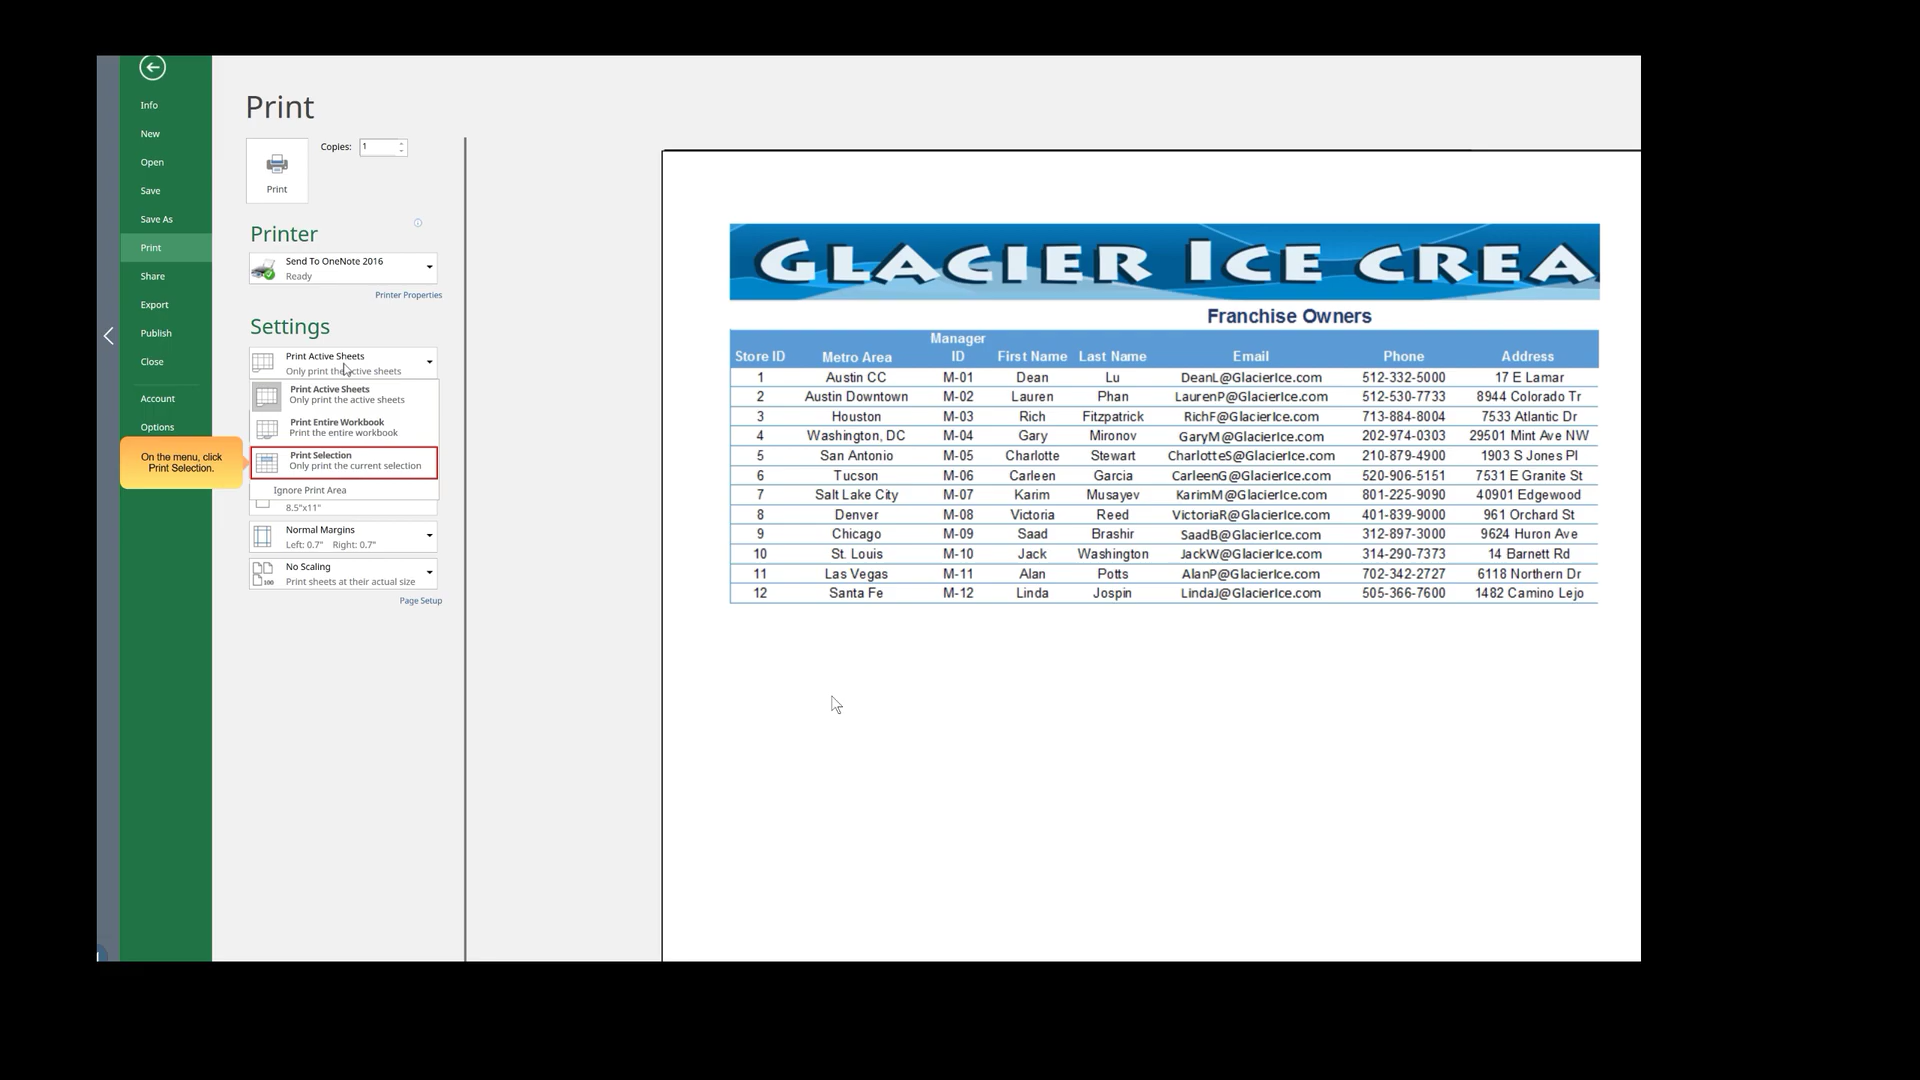 Info
New
Open
Save
Save As
Print
Share
Export
Publish
Close
Account
Options
On the menu, click
Print Selection.
Print
Copies: 1
Print
Printer
Send To OneNote 2016
Ready
Printer Properties
Settings
Print Active Sheets
Only print the active sheets
Print Active Sheets
Only print the active sheets
Print Entire Workbook
Print the entire workbook
Print Selection
Only print the current selection
Ignore Print Area
8.5"x11"
Normal Margins
Left: 0.7" Right: 0.7"
No Scaling
100 Print sheets at their actual size
Page Setup
GLACIER ICE CREA
Franchise Owners
Store ID Metro Area Manager ID First Name Last Name Email Phone Address
1 Austin CC M-01 Dean Lu DeanL@GlacierIce.com 512-332-5000 17 E Lamar
2 Austin Downtown M-02 Lauren Phan LaurenP@GlacierIce.com 512-530-7733 8944 Colorado Tr
3 Houston M-03 Rich Fitzpatrick RichF@GlacierIce.com 713-884-8004 7533 Atlantic Dr
4 Washington, DC M-04 Gary Mironov GaryM@GlacierIce.com 202-974-0303 29501 Mint Ave NW
5 San Antonio M-05 Charlotte Stewart CharlotteS@GlacierIce.com 210-879-4900 1903 S Jones Pl
6 Tucson M-06 Carleen Garcia CarleenG@GlacierIce.com 520-906-5151 7531 E Granite St
7 Salt Lake City M-07 Karim Musayev KarimM@GlacierIce.com 801-225-9090 40901 Edgewood
8 Denver M-08 Victoria Reed VictoriaR@GlacierIce.com 401-839-9000 961 Orchard St
9 Chicago M-09 Saad Brashir SaadB@GlacierIce.com 312-897-3000 9624 Huron Ave
10 St. Louis M-10 Jack Washington JackW@GlacierIce.com 314-290-7373 14 Barnett Rd
11 Las Vegas M-11 Alan Potts AlanP@GlacierIce.com 702-342-2727 6118 Northern Dr
12 Santa Fe M-12 Linda Jospin LindaJ@GlacierIce.com 505-366-7600 1482 Camino Lejo